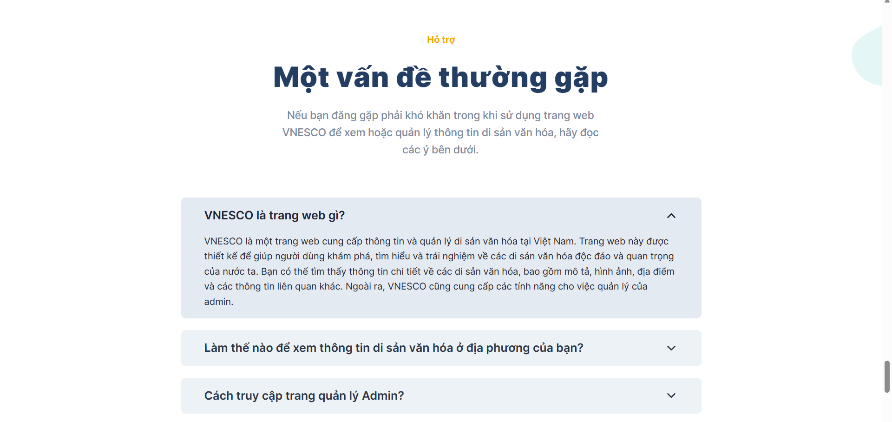 Hỗ trợ
Một vấn đề thường gặp
Nếu bạn đăng gặp phải khó khăn trong khi sử dụng trang web
VNESCO để xem hoặc quản lý thông tin di sản văn hóa, hãy đọc
các ý bên dưới.
VNESCO là trang web gì?
VNESCO là một trang web cung cấp thông tin và quản lý di sản văn hóa tại Việt Nam. Trang web này được
thiết kế để giúp người dùng khám phá, tìm hiểu và trải nghiệm về các di sản văn hóa độc đáo và quan trọng
của nước ta. Bạn có thể tìm thấy thông tin chi tiết về các di sản văn hóa, bao gồm mô tả, hình ảnh, địa điểm
và các thông tin liên quan khác. Ngoài ra, VNESCO cũng cung cấp các tính năng cho việc quản lý của
admin.
Làm thế nào để xem thông tin di sản văn hóa ở địa phương của bạn?
Cách truy cập trang quản lý Admin?